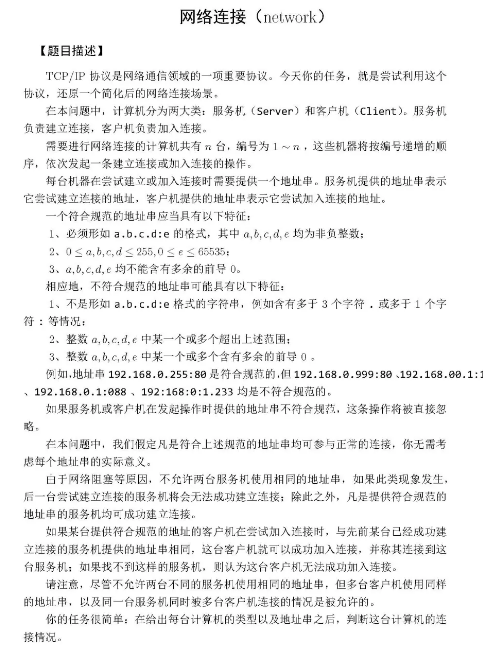 网络连接（network）
【题目描述】
TCP/IP 协议是网络通信领域的一项重要协议。今天你的任务，就是尝试利用这个
协议，还原一个简化后的网络连接场景。
在本问题中，计算机分为两大类：服务机（Server）和客户机（Client）。服务机
负责建立连接，客户机负责加入连接。
需要进行网络连接的计算机共有 n 台，编号为 1 ~ n ，这些机器将按编号递增的顺
序，依次发起一条建立连接或加入连接的操作。
每台机器在尝试建立或加入连接时需要提供一个地址串。服务机提供的地址串表示
它尝试建立连接的地址，客户机提供的地址串表示它尝试加入连接的地址。
一个符合规范的地址串应当具有以下特征：
1、必须形如 a.b.c.d:e 的格式，其中 a,b,c,d,e 均为非负整数；
2、0 ≤ a,b,c,d ≤ 255,0 ≤ e ≤ 65535；
3、a,b,c,d,e 均不能含有多余的前导 0。
相应地，不符合规范的地址串可能具有以下特征：
1、不是形如 a.b.c.d:e 格式的字符串，例如含有多于 3 个字符 . 或多于 1 个字
符 : 等情况；
2、整数 a,b,c,d,e 中某一个或多个超出上述范围；
3、整数 a,b,c,d,e 中某一个或多个含有多余的前导 0 。
例如,地址串 192.168.0.255:80 是符合规范的,但 192.168.0.999:80 、192.168.00.1:1
、192.168.0.1:088 、192:168:0:1.233 均是不符合规范的。
如果服务机或客户机在发起操作时提供的地址串不符合规范，这条操作将被直接忽
略。
在本问题中，我们假定凡是符合上述规范的地址串均可参与正常的连接，你无需考
虑每个地址串的实际意义。
由于网络阻塞等原因，不允许两台服务机使用相同的地址串，如果此类现象发生，
后一台尝试建立连接的服务机将会无法成功建立连接；除此之外，凡是提供符合规范的
地址串的服务机均可成功建立连接。
如果某台提供符合规范的地址的客户机在尝试加入连接时，与先前某台已经成功建
立连接的服务机提供的地址串相同，这台客户机就可以成功加入连接，并称其连接到这
台服务机；如果找不到这样的服务机，则认为这台客户机无法成功加入连接。
请注意，尽管不允许两台不同的服务机使用相同的地址串，但多台客户机使用同样
的地址串，以及同一台服务机同时被多台客户机连接的情况是被允许的。
你的任务很简单：在给出每台计算机的类型以及地址串之后，判断这台计算机的连
接情况。